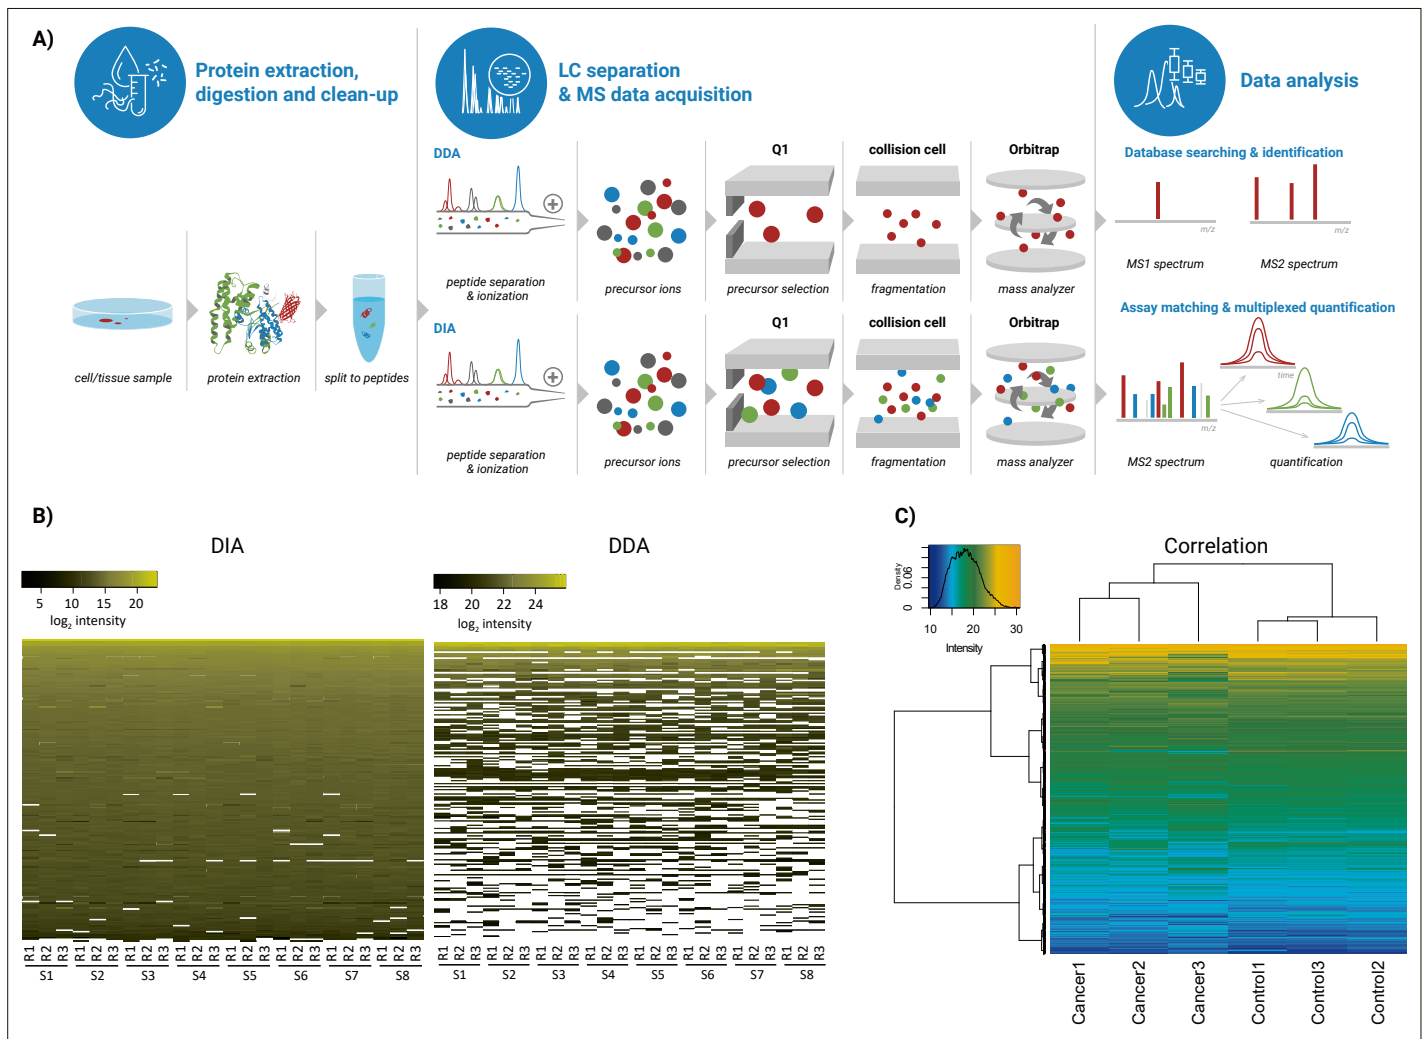 A)
Protein extraction,
digestion and clean-up
LC separation
& MS data acquisition
Data analysis
DDA
Q1
collision cell
Orbitrap
Database searching & identification
m/z
m/z
peptide separation
& ionization
precursor ions
precursor selection
fragmentation
mass analyzer
MS1 spectrum
MS2 spectrum
DIA
Q1
collision cell
Orbitrap
Assay matching & multiplexed quantification
time
m/z
cell/tissue sample
protein extraction
split to peptides
peptide separation
& ionization
precursor ions
precursor selection
fragmentation
mass analyzer
MS2 spectrum
quantification
B)
DIA
5 10 15 20
log2 intensity
R1 R2 R3 R1 R2 R3 R1 R2 R3 R1 R2 R3 R1 R2 R3 R1 R2 R3 R1 R2 R3 R1 R2 R3
S1 S2 S3 S4 S5 S6 S7 S8
DDA
18 20 22 24
log2 intensity
R1 R2 R3 R1 R2 R3 R1 R2 R3 R1 R2 R3 R1 R2 R3 R1 R2 R3 R1 R2 R3 R1 R2 R3
S1 S2 S3 S4 S5 S6 S7 S8
C)
Correlation
Density
0 0.06
10 20 30
Intensity
Cancer1 Cancer2 Cancer3 Control1 Control3 Control2